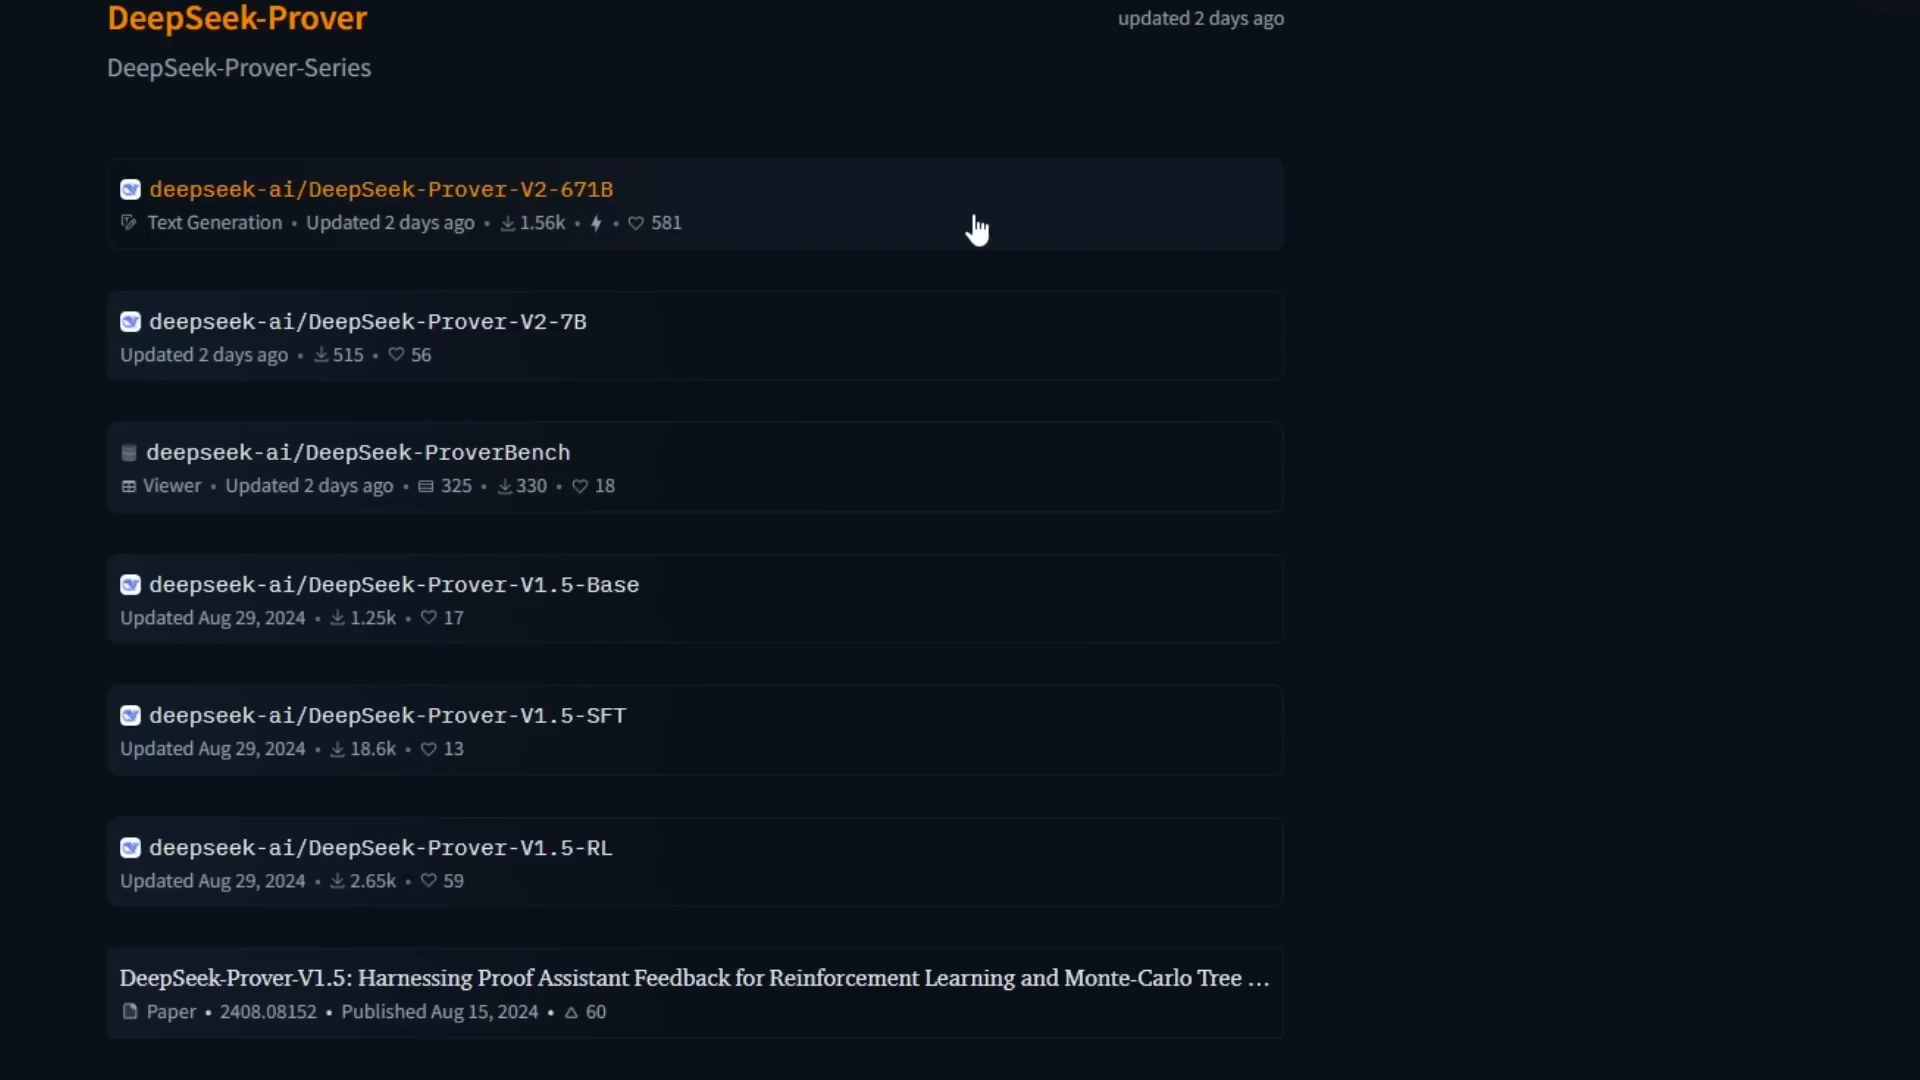 DeepSeek-Prover
updated 2 days ago
DeepSeek-Prover-Series
deepseek-ai/DeepSeek-Prover-V2-671B
Text Generation • Updated 2 days ago • 1.56k • • 581
deepseek-ai/DeepSeek-Prover-V2-7B
Updated 2 days ago • 515 • 56
deepseek-ai/DeepSeek-ProverBench
Viewer • Updated 2 days ago • 325 • 330 • 18
deepseek-ai/DeepSeek-Prover-V1.5-Base
Updated Aug 29, 2024 • 1.25k • 17
deepseek-ai/DeepSeek-Prover-V1.5-SFT
Updated Aug 29, 2024 • 18.6k • 13
deepseek-ai/DeepSeek-Prover-V1.5-RL
Updated Aug 29, 2024 • 2.65k • 59
DeepSeek-Prover-V1.5: Harnessing Proof Assistant Feedback for Reinforcement Learning and Monte-Carlo Tree ...
Paper • 2408.08152 • Published Aug 15, 2024 • 60